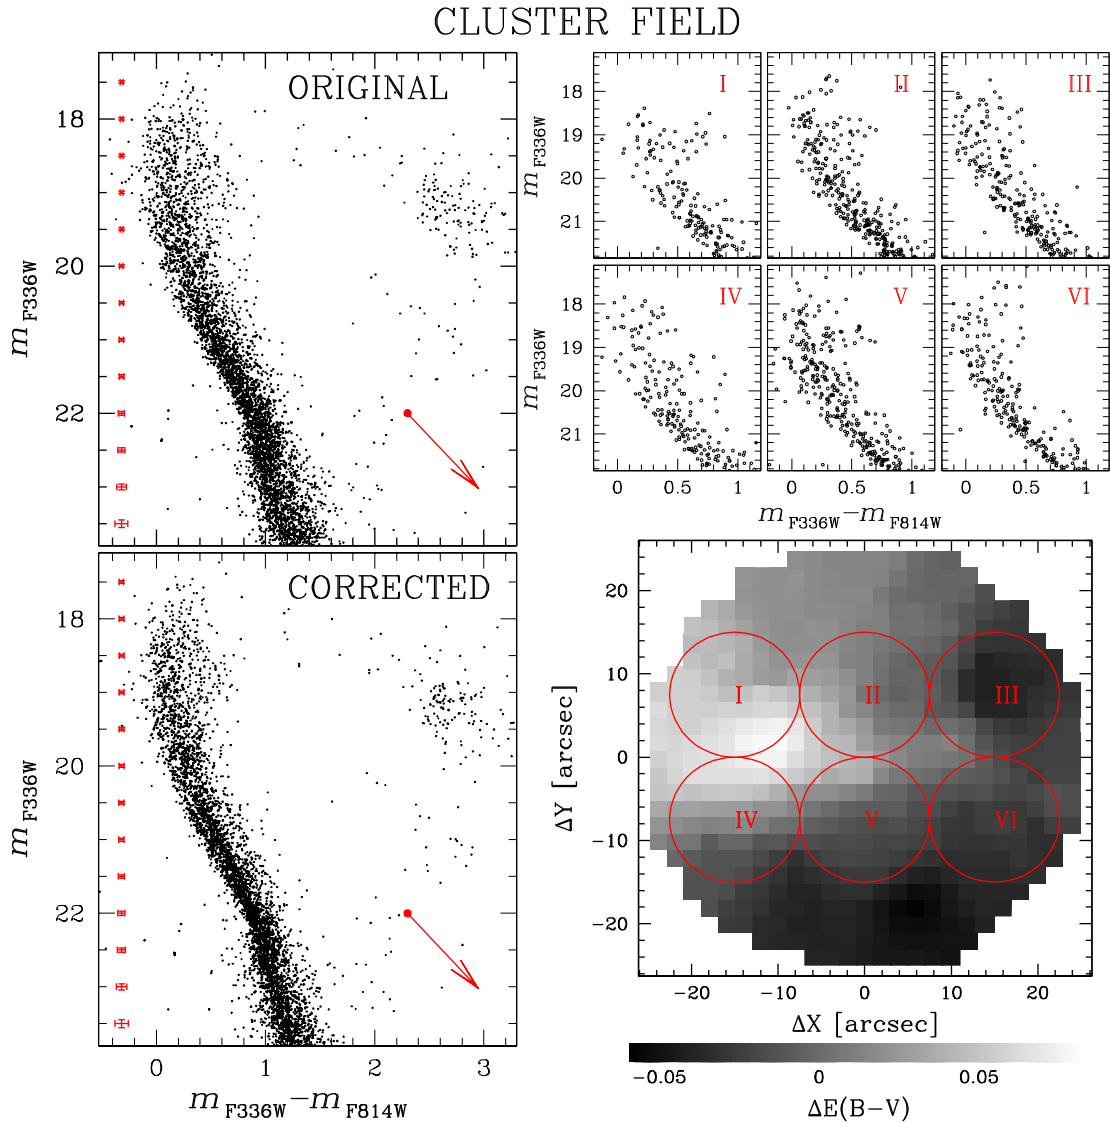 CLUSTER FIELD
ORIGINAL
18
20
22
m F336W
CORRECTED
18
20
22
m F336W
0 1 2 3
m F336W−m F814W
I II III
18
19
20
21
m F336W
IV V VI
18
19
20
21
m F336W
0 0.5 1 0 0.5 1 0 0.5 1
m F336W−m F814W
20
10
0
−10
−20
ΔY [arcsec]
I II III
IV V VI
−20 −10 0 10 20
ΔX [arcsec]
−0.05 0 0.05
ΔE(B−V)